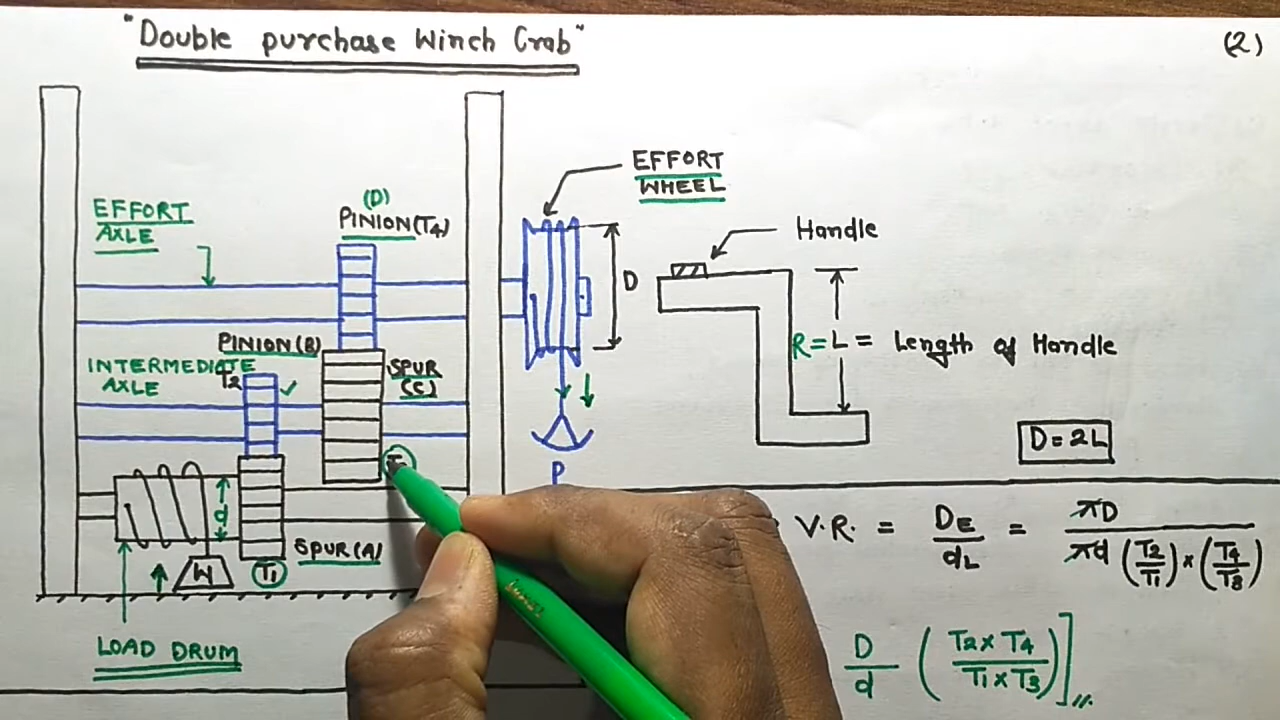 "Double purchase Winch Crab"
(2)
EFFORT
WHEEL
EFFORT
AXLE
(D)
PINION(T4)
Handle
D
PINION(B)
INTERMEDIATE
AXLE
T2
SPUR
(C)
R=L = Length of Handle
D=2L
P
d
W
T1
SPUR(A)
LOAD DRUM
V.R. = DE/dL = πD / πd (T2/T1) × (T4/T3)
D/d (T2 × T4 / T1 × T3)]